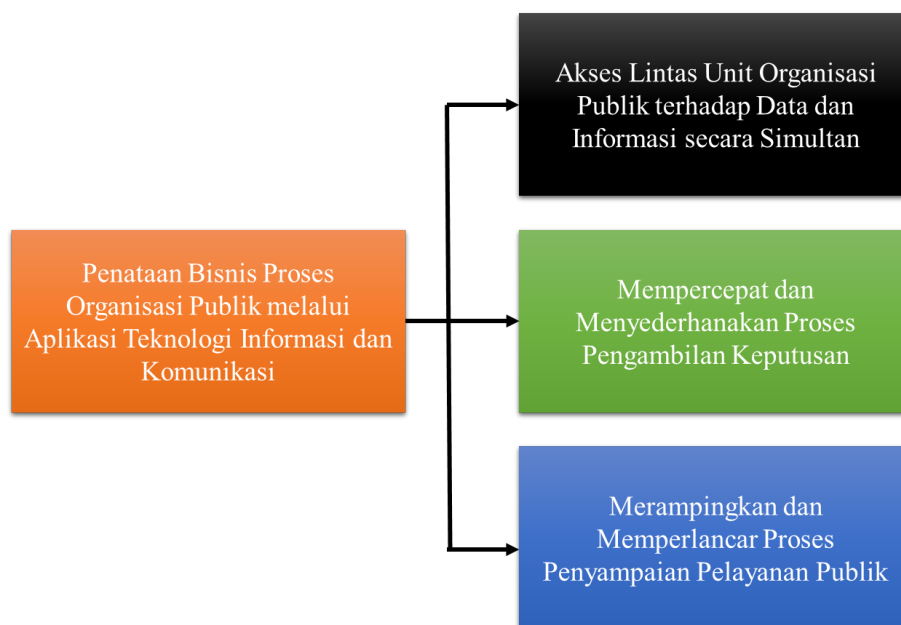 Akses Lintas Unit Organisasi
Publik terhadap Data dan
Informasi secara Simultan
Penataan Bisnis Proses
Organisasi Publik melalui
Aplikasi Teknologi Informasi dan
Komunikasi
Mempercepat dan
Menyederhanakan Proses
Pengambilan Keputusan
Merampingkan dan
Memperlancar Proses
Penyampaian Pelayanan Publik